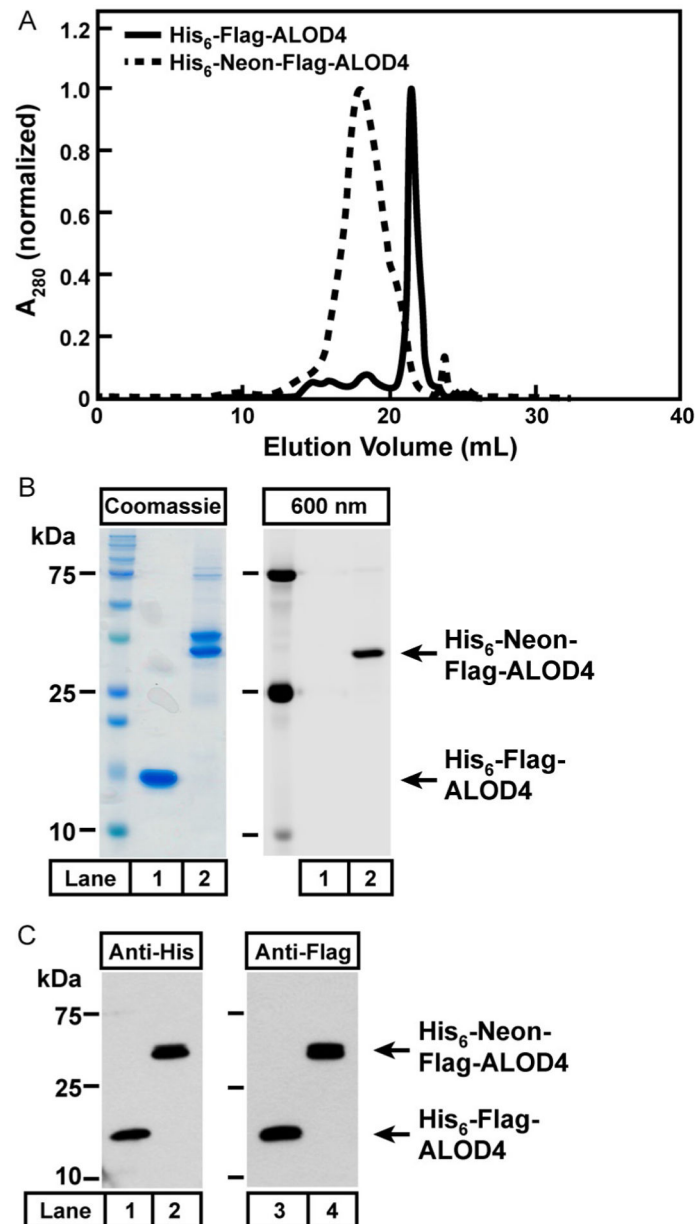 A
1.2
1.0
0.8
0.6
0.4
0.2
0
A280 (normalized)
His6-Flag-ALOD4
His6-Neon-Flag-ALOD4
0 10 20 30 40
Elution Volume (mL)
B
Coomassie
600 nm
kDa
75
25
10
His6-Neon-
Flag-ALOD4
His6-Flag-
ALOD4
Lane 1 2
1 2
C
Anti-His
Anti-Flag
kDa
75
25
10
His6-Neon-
Flag-ALOD4
His6-Flag-
ALOD4
Lane 1 2
3 4